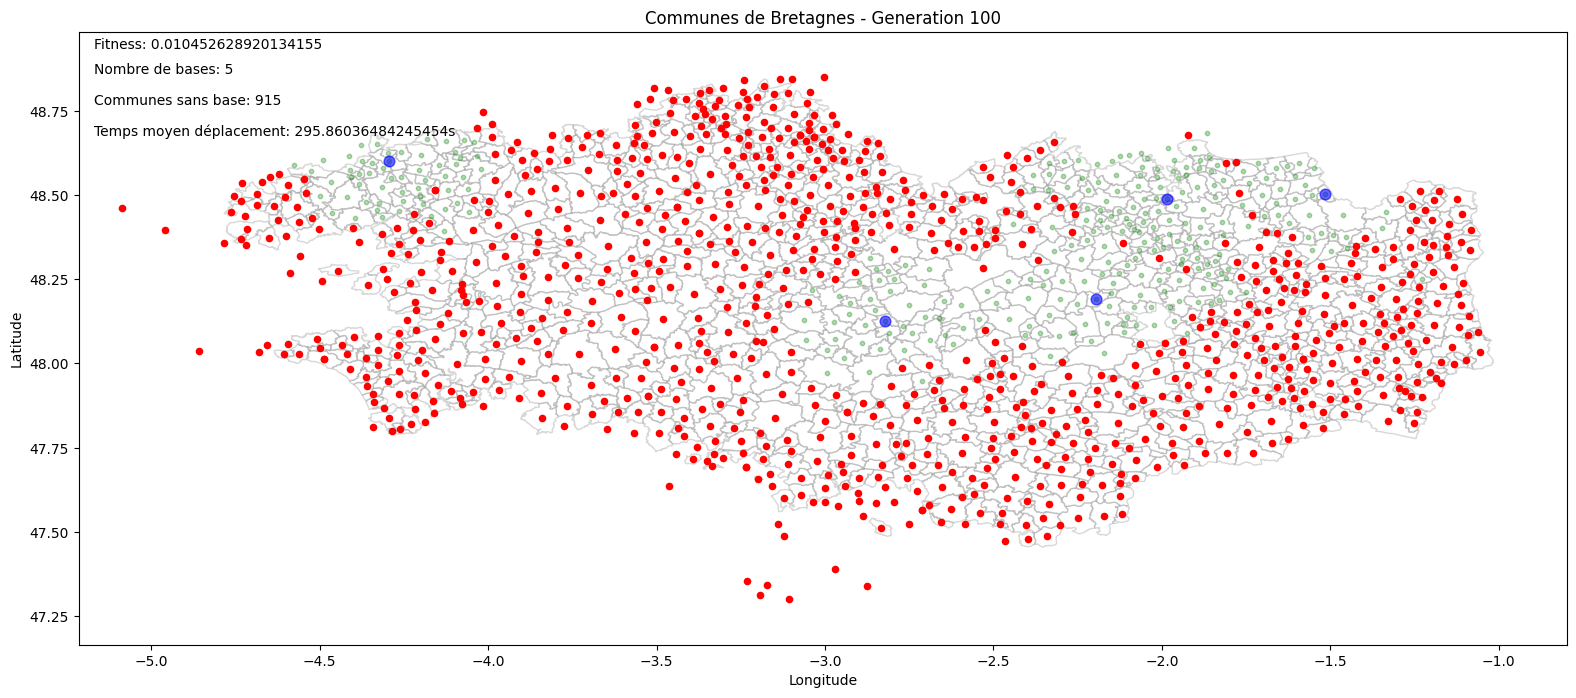 Communes de Bretagnes - Generation 100
Fitness: 0.010452628920134155
Nombre de bases: 5
Communes sans base: 915
Temps moyen déplacement: 295.86036484245454s
48.75
48.50
48.25
48.00
47.75
47.50
47.25
Latitude
−5.0 −4.5 −4.0 −3.5 −3.0 −2.5 −2.0 −1.5 −1.0
Longitude